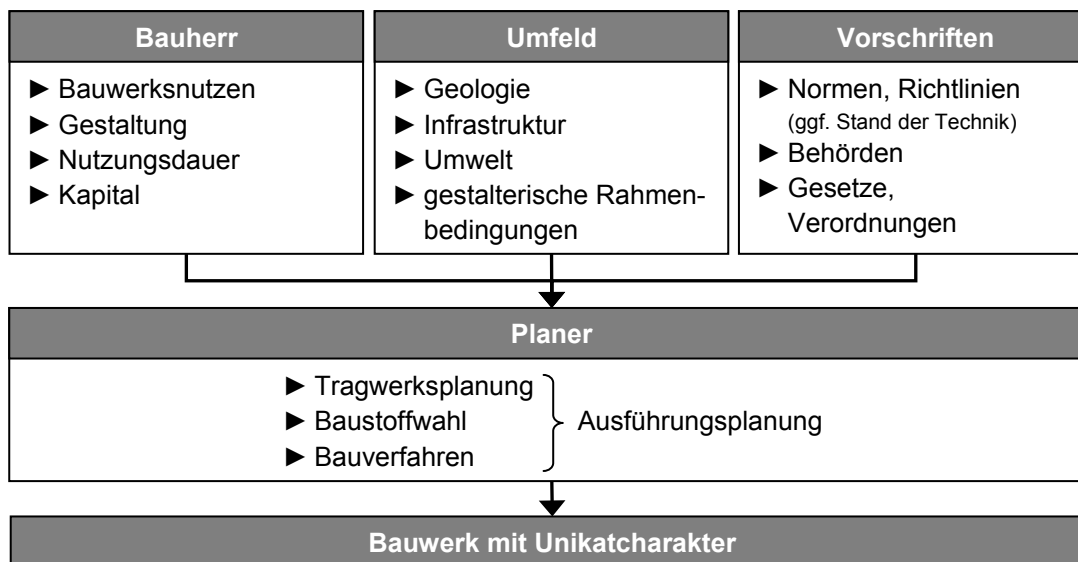 Bauherr
► Bauwerksnutzen
► Gestaltung
► Nutzungsdauer
► Kapital
Umfeld
► Geologie
► Infrastruktur
► Umwelt
► gestalterische Rahmen-
bedingungen
Vorschriften
► Normen, Richtlinien
(ggf. Stand der Technik)
► Behörden
► Gesetze,
Verordnungen
Planer
► Tragwerksplanung
► Baustoffwahl
► Bauverfahren
Ausführungsplanung
Bauwerk mit Unikatcharakter